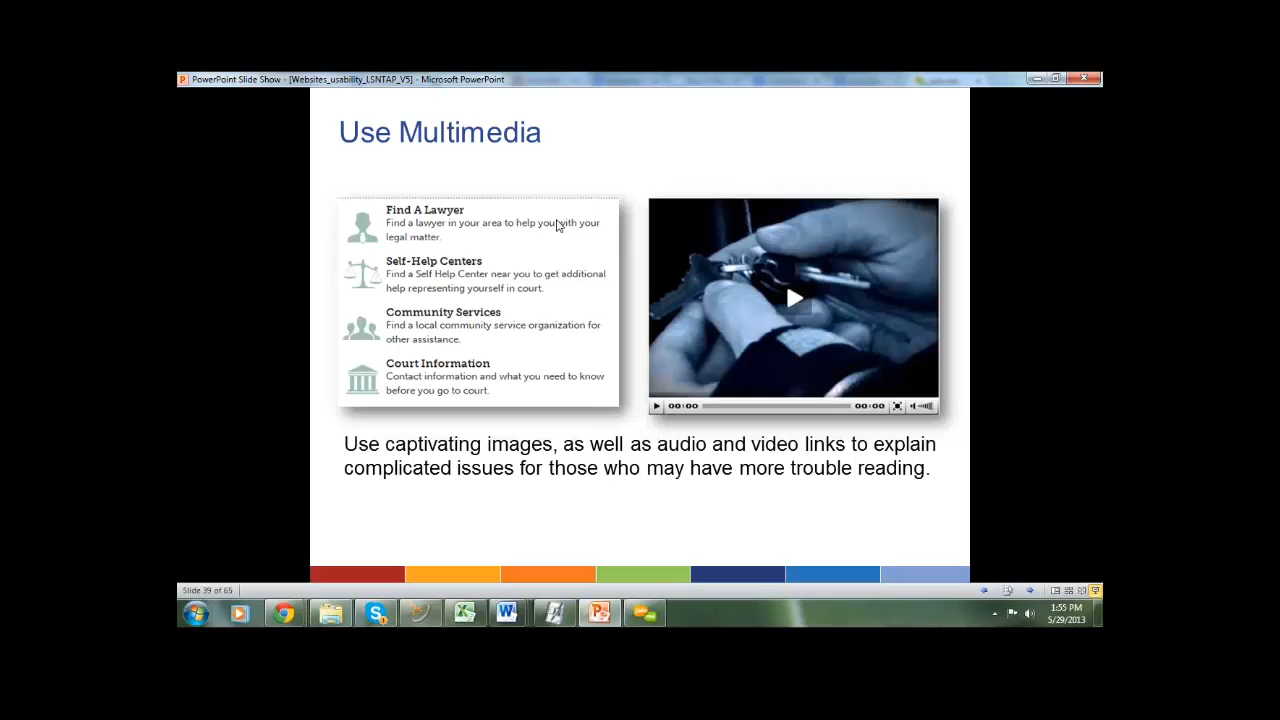 PowerPoint Slide Show - [Websites_usability_LSNTAP_V5] - Microsoft PowerPoint
Use Multimedia
Find A Lawyer
Find a lawyer in your area to help you with your
legal matter.
Self-Help Centers
Find a Self Help Center near you to get additional
help representing yourself in court.
Community Services
Find a local community service organization for
other assistance.
Court Information
Contact information and what you need to know
before you go to court.
00:00 00:00
Use captivating images, as well as audio and video links to explain
complicated issues for those who may have more trouble reading.
Slide 39 of 65
1:55 PM
5/29/2013